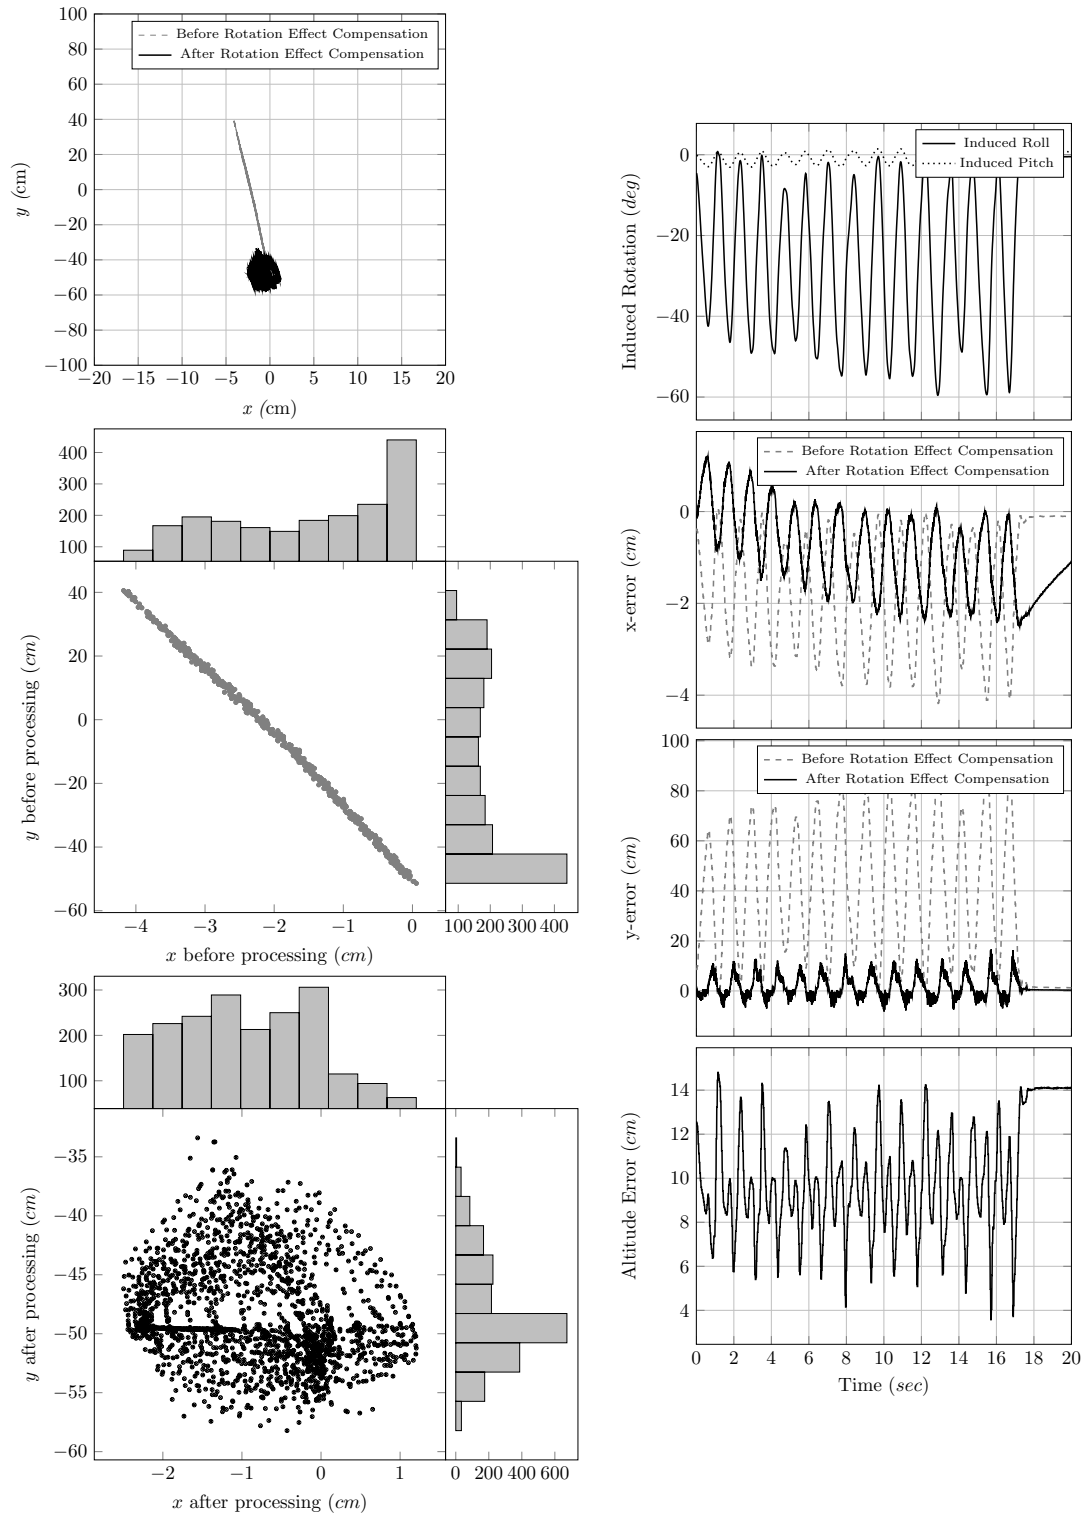 100
80
60
40
20
0
−20
−40
−60
−80
−100
−20 −15 −10 −5 0 5 10 15 20
x (cm)
y (cm)
Before Rotation Effect Compensation
After Rotation Effect Compensation
400
300
200
100
40
20
0
−20
−40
−60
−4 −3 −2 −1 0
100 200 300 400
x before processing (cm)
y before processing (cm)
300
200
100
−35
−40
−45
−50
−55
−60
−2 −1 0 1
0 200 400 600
x after processing (cm)
y after processing (cm)
0
−20
−40
−60
Induced Rotation (deg)
Induced Roll
Induced Pitch
0
−2
−4
x-error (cm)
Before Rotation Effect Compensation
After Rotation Effect Compensation
100
80
60
40
20
0
y-error (cm)
Before Rotation Effect Compensation
After Rotation Effect Compensation
14
12
10
8
6
4
Altitude Error (cm)
0 2 4 6 8 10 12 14 16 18 20
Time (sec)